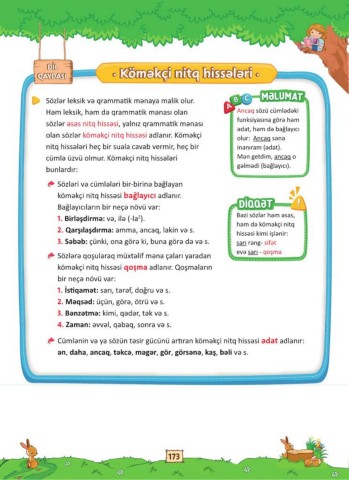 DİL
QAYDASI
Köməkçi nitq hissələri
Sözlər leksik və qrammatik mənaya malik olur.
Həm leksik, həm də qrammatik mənası olan
sözlər əsas nitq hissəsi, yalnız qrammatik mənası
olan sözlər köməkçi nitq hissəsi adlanır. Köməkçi
nitq hissələri heç bir suala cavab vermir, heç bir
cümlə üzvü olmur. Köməkçi nitq hissələri
bunlardır:
Sözləri və cümlələri bir-birinə bağlayan
köməkçi nitq hissəsi bağlayıcı adlanır.
Bağlayıcıların bir neçə növü var:
1. Birləşdirmə: və, ilə (-la²).
2. Qarşılaşdırma: amma, ancaq, lakin və s.
3. Səbəb: çünki, ona görə ki, buna görə də və s.
Sözlərə qoşularaq müxtəlif məna çaları yaradan
köməkçi nitq hissəsi qoşma adlanır. Qoşmaların
bir neçə növü var:
1. İstiqamət: sarı, tərəf, doğru və s.
2. Məqsəd: üçün, görə, ötrü və s.
3. Bənzətmə: kimi, qədər, tək və s.
4. Zaman: əvvəl, qabaq, sonra və s.
Cümlənin və ya sözün təsir gücünü artıran köməkçi nitq hissəsi ədat adlanır:
ən, daha, ancaq, təkcə, məgər, gör, görsənə, kaş, bəli və s.
A B C MƏLUMAT
Ancaq sözü cümlədəki
funksiyasına görə həm
ədat, həm də bağlayıcı
olur: Ancaq sənə
inanıram (ədat).
Mən getdim, ancaq o
gəlmədi (bağlayıcı).
DİQQƏT
Bəzi sözlər həm əsas,
həm də köməkçi nitq
hissəsi kimi işlənir:
sarı rəng- sifət
evə sarı - qoşma
173